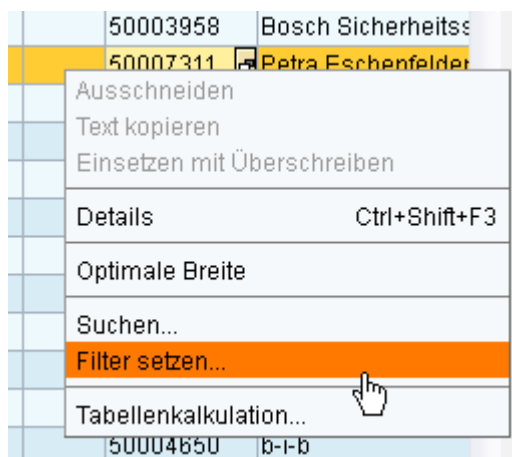 50003958 Bosch Sicherheitss
50007311 Petra Eschenfelder
Ausschneiden
Text kopieren
Einsetzen mit Überschreiben
Details Ctrl+Shift+F3
Optimale Breite
Suchen...
Filter setzen...
Tabellenkalkulation...
50004650 b-i-b